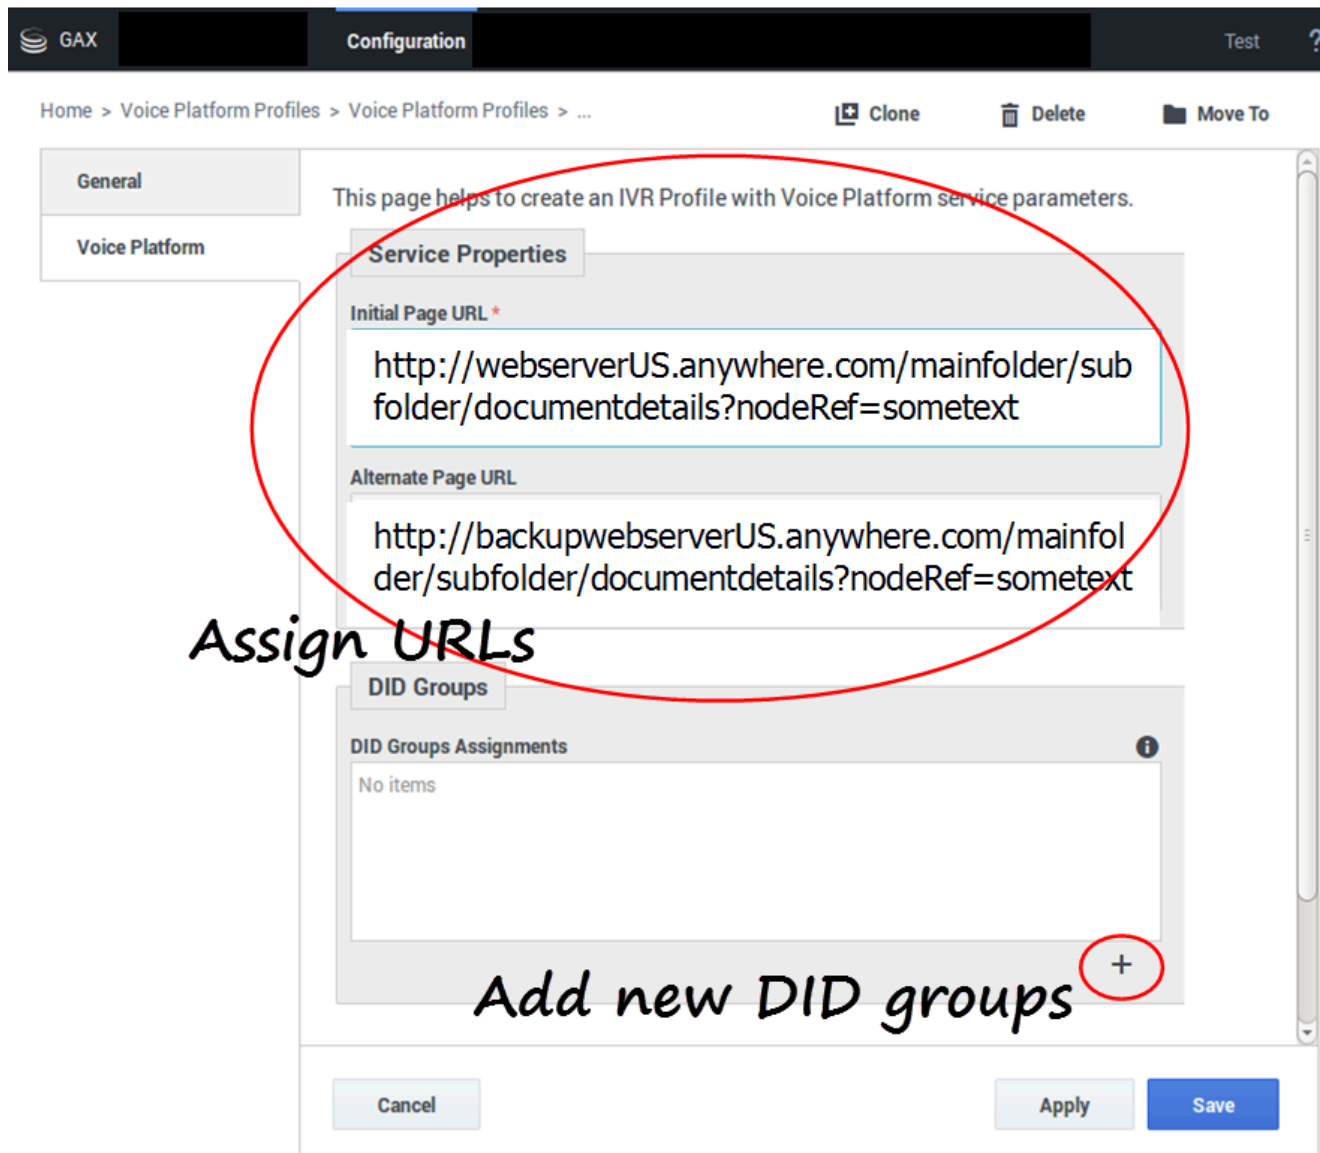 GAX
Configuration
Test
?
Home > Voice Platform Profiles > Voice Platform Profiles > ...
Clone
Delete
Move To
General
Voice Platform
This page helps to create an IVR Profile with Voice Platform service parameters.
Service Properties
Initial Page URL *
http://webserverUS.anywhere.com/mainfolder/sub
folder/documentdetails?nodeRef=sometext
Alternate Page URL
http://backupwebserverUS.anywhere.com/mainfol
der/subfolder/documentdetails?nodeRef=sometext
Assign URLs
DID Groups
DID Groups Assignments
No items
+
Add new DID groups
Cancel
Apply
Save